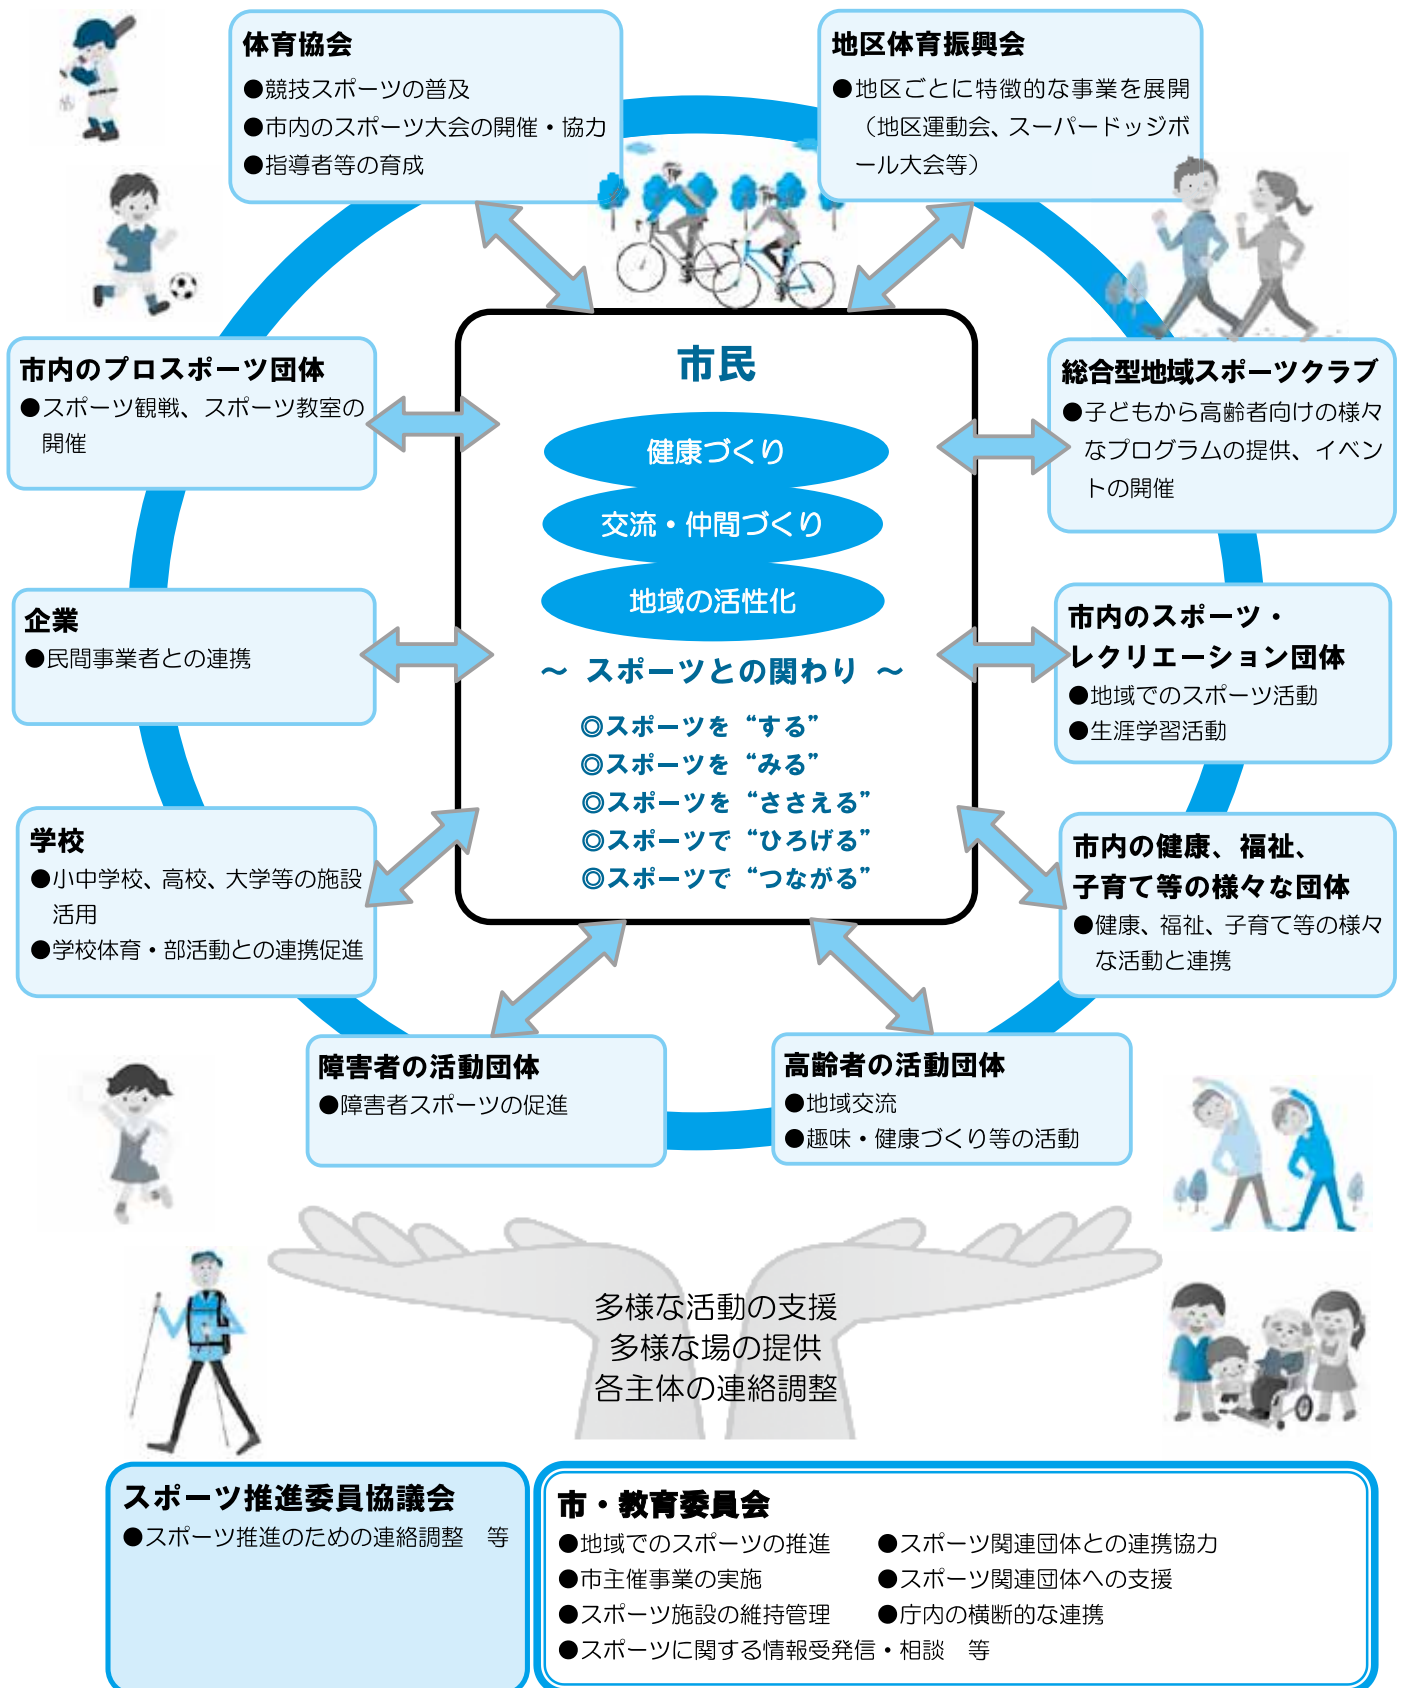 体育協会
●競技スポーツの普及
●市内のスポーツ大会の開催・協力
●指導者等の育成
地区体育振興会
●地区ごとに特徴的な事業を展開
（地区運動会、スーパードッジボ
ール大会等）
市内のプロスポーツ団体
●スポーツ観戦、スポーツ教室の
開催
総合型地域スポーツクラブ
●子どもから高齢者向けの様々
なプログラムの提供、イベン
トの開催
市民
健康づくり
交流・仲間づくり
地域の活性化
～ スポーツとの関わり ～
◎スポーツを “する”
◎スポーツを “みる”
◎スポーツを “ささえる”
◎スポーツで “ひろげる”
◎スポーツで “つながる”
企業
●民間事業者との連携
市内のスポーツ・
レクリエーション団体
●地域でのスポーツ活動
●生涯学習活動
学校
●小中学校、高校、大学等の施設
活用
●学校体育・部活動との連携促進
市内の健康、福祉、
子育て等の様々な団体
●健康、福祉、子育て等の様々
な活動と連携
障害者の活動団体
●障害者スポーツの促進
高齢者の活動団体
●地域交流
●趣味・健康づくり等の活動
多様な活動の支援
多様な場の提供
各主体の連絡調整
スポーツ推進委員協議会
●スポーツ推進のための連絡調整　等
市・教育委員会
●地域でのスポーツの推進　●スポーツ関連団体との連携協力
●市主催事業の実施　●スポーツ関連団体への支援
●スポーツ施設の維持管理　●庁内の横断的な連携
●スポーツに関する情報受発信・相談　等